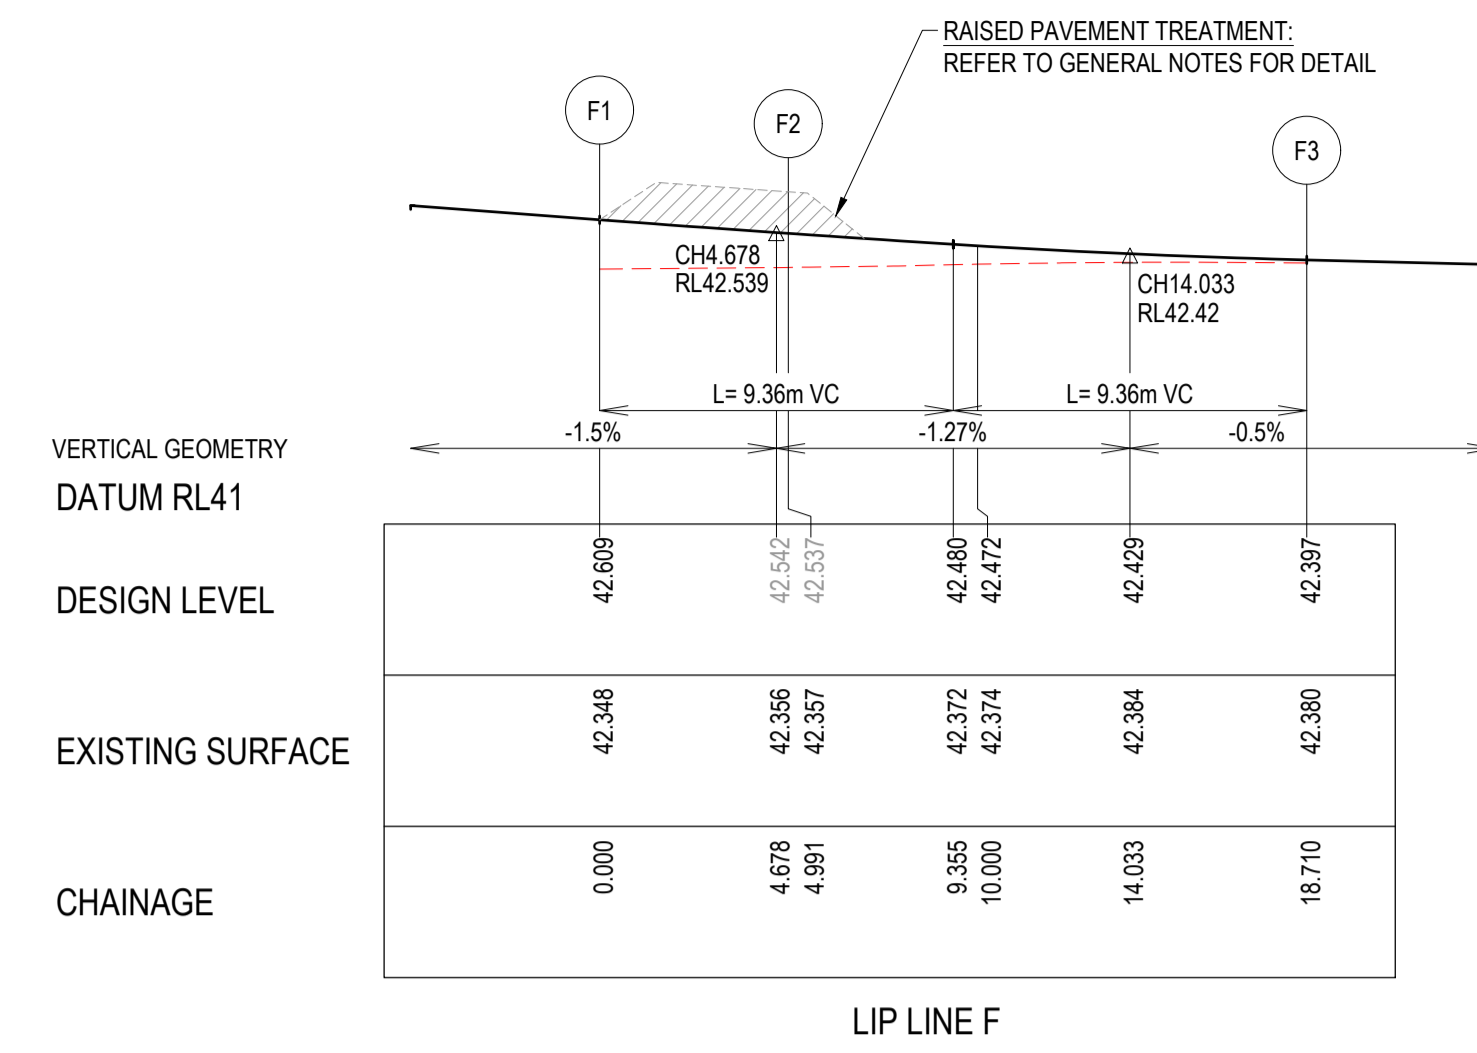 RAISED PAVEMENT TREATMENT:
REFER TO GENERAL NOTES FOR DETAIL
F1
F2
F3
CH4.678
RL42.539
CH14.033
RL42.42
L= 9.36m VC
L= 9.36m VC
-1.5%
-1.27%
-0.5%
VERTICAL GEOMETRY
DATUM RL41
DESIGN LEVEL
42.609
42.542
42.537
42.480
42.472
42.429
42.397
EXISTING SURFACE
42.348
42.356
42.357
42.372
42.374
42.384
42.380
CHAINAGE
0.000
4.678
4.991
9.355
10.000
14.033
18.710
LIP LINE F